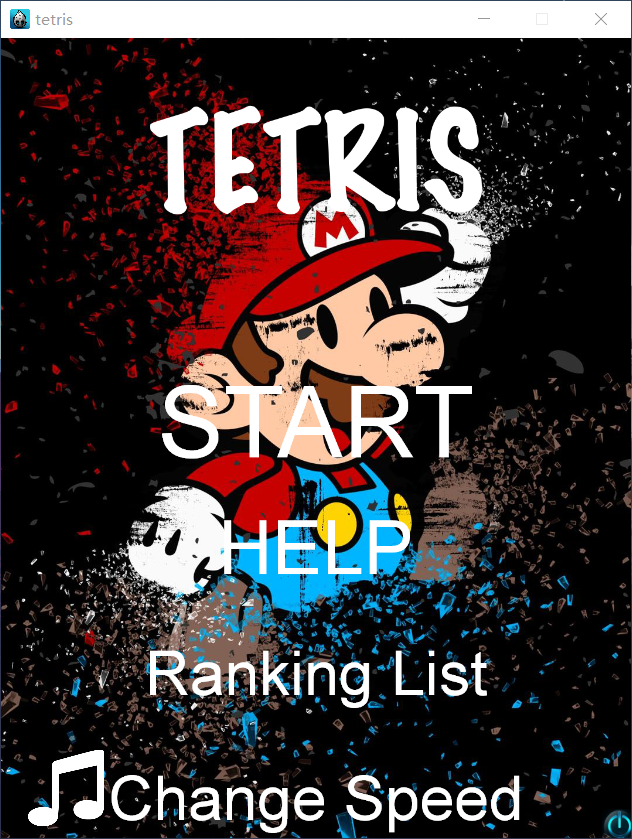 tetris
TETRIS
M
START
HELP
Ranking List
Change Speed